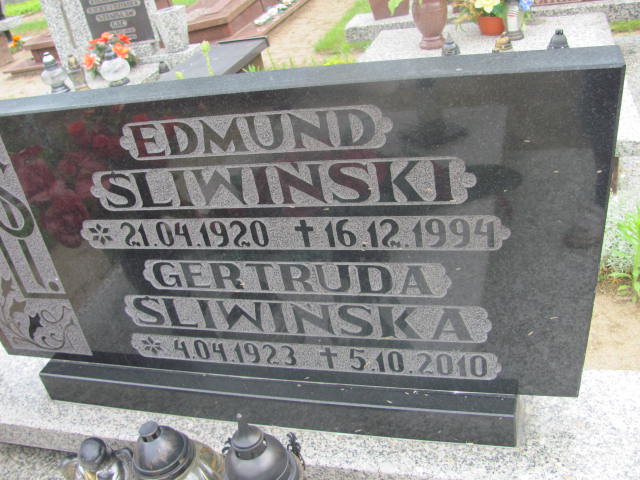 EDMUND
SLIWINSKI
* 21.04.1920 † 16.12.1994
GERTRUDA
SLIWINSKA
* 4.04.1923 † 5.10.2010
Ś.